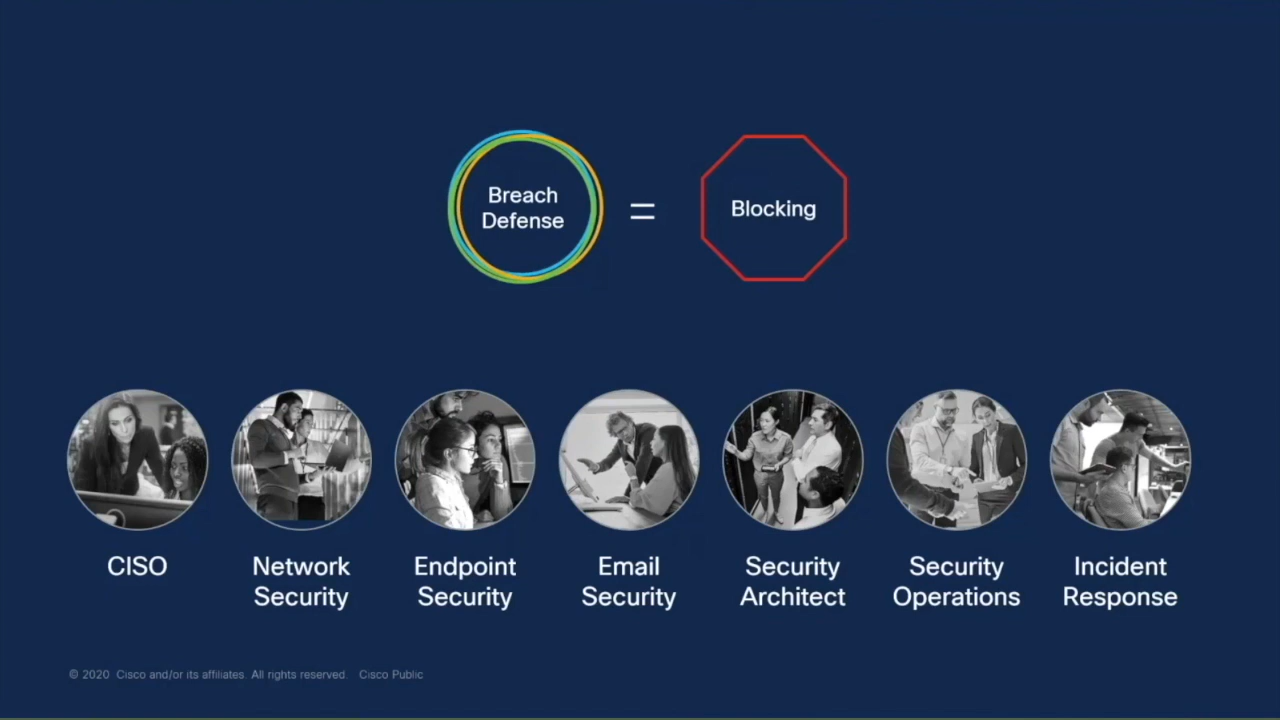 Breach
Defense
=
Blocking
CISO
Network
Security
Endpoint
Security
Email
Security
Security
Architect
Security
Operations
Incident
Response
© 2020 Cisco and/or its affiliates. All rights reserved. Cisco Public